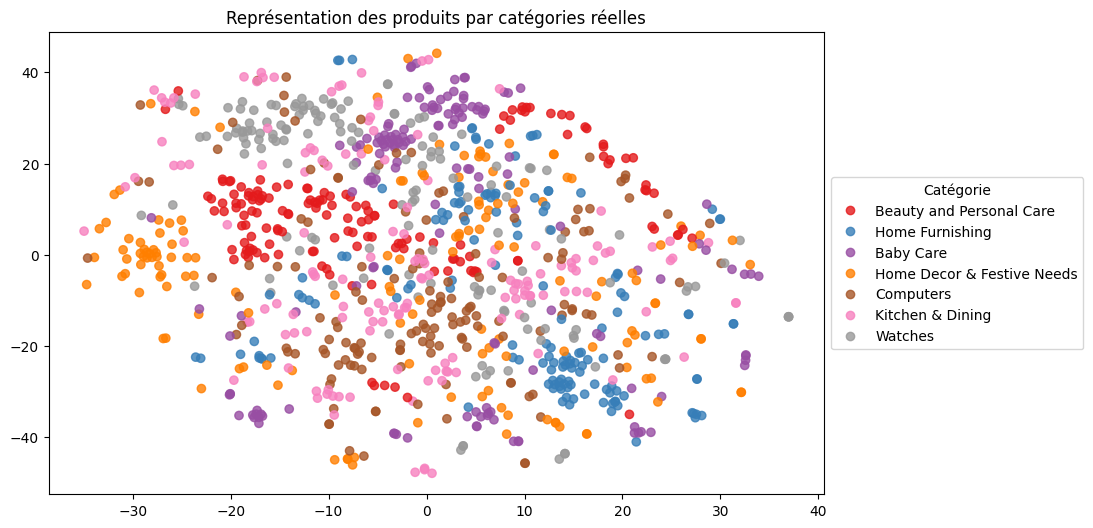 Représentation des produits par catégories réelles
40
20
0
−20
−40
−30
−20
−10
0
10
20
30
40
Catégorie
Beauty and Personal Care
Home Furnishing
Baby Care
Home Decor & Festive Needs
Computers
Kitchen & Dining
Watches